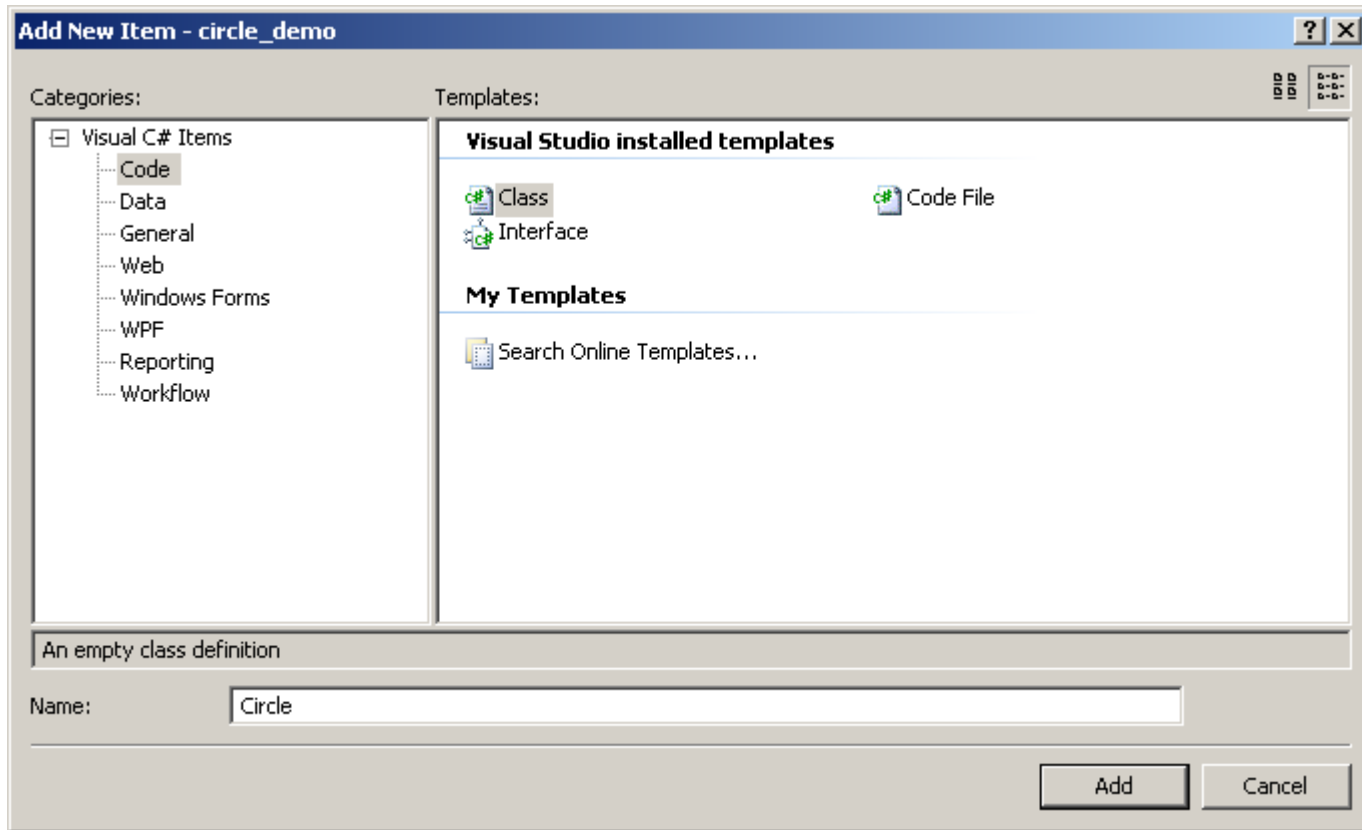 Add New Item - circle_demo
Categories:
Templates:
Visual C# Items
Code
Data
General
Web
Windows Forms
WPF
Reporting
Workflow
Visual Studio installed templates
Class
Code File
Interface
My Templates
Search Online Templates...
An empty class definition
Name:
Circle
Add
Cancel